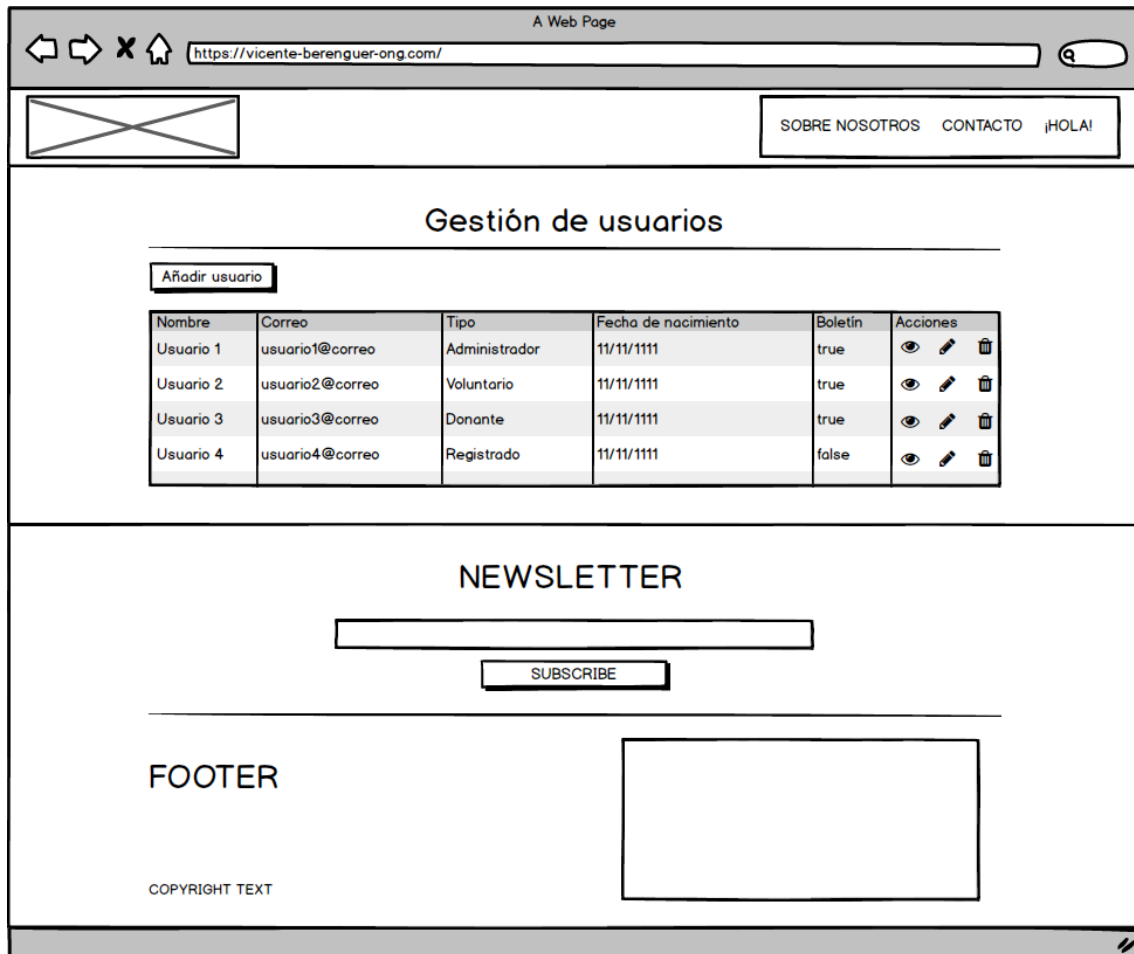 A Web Page
https://vicente-berenguer-ong.com/
SOBRE NOSOTROS CONTACTO ¡HOLA!
Gestión de usuarios
Añadir usuario
Nombre Correo Tipo Fecha de nacimiento Boletín Acciones
Usuario 1 usuario1@correo Administrador 11/11/1111 true
Usuario 2 usuario2@correo Voluntario 11/11/1111 true
Usuario 3 usuario3@correo Donante 11/11/1111 true
Usuario 4 usuario4@correo Registrado 11/11/1111 false
NEWSLETTER
SUBSCRIBE
FOOTER
COPYRIGHT TEXT